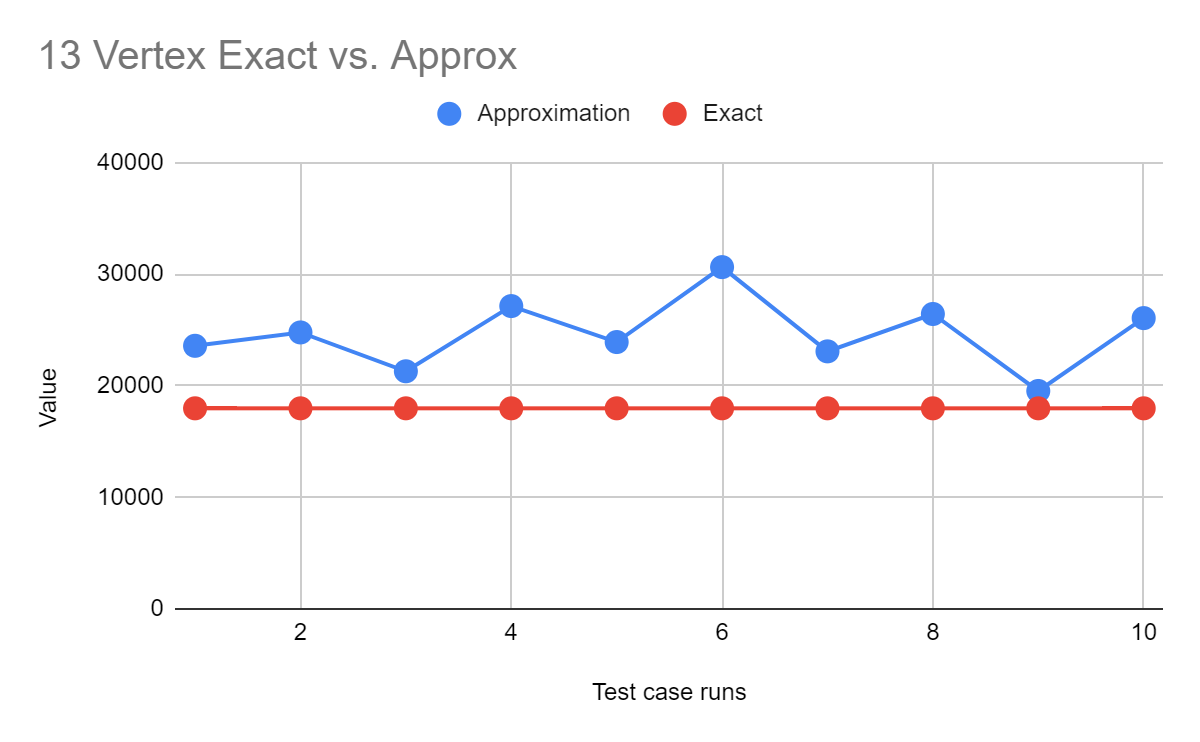 13 Vertex Exact vs. Approx
Approximation Exact
40000
30000
20000
10000
0
Value
2 4 6 8 10
Test case runs